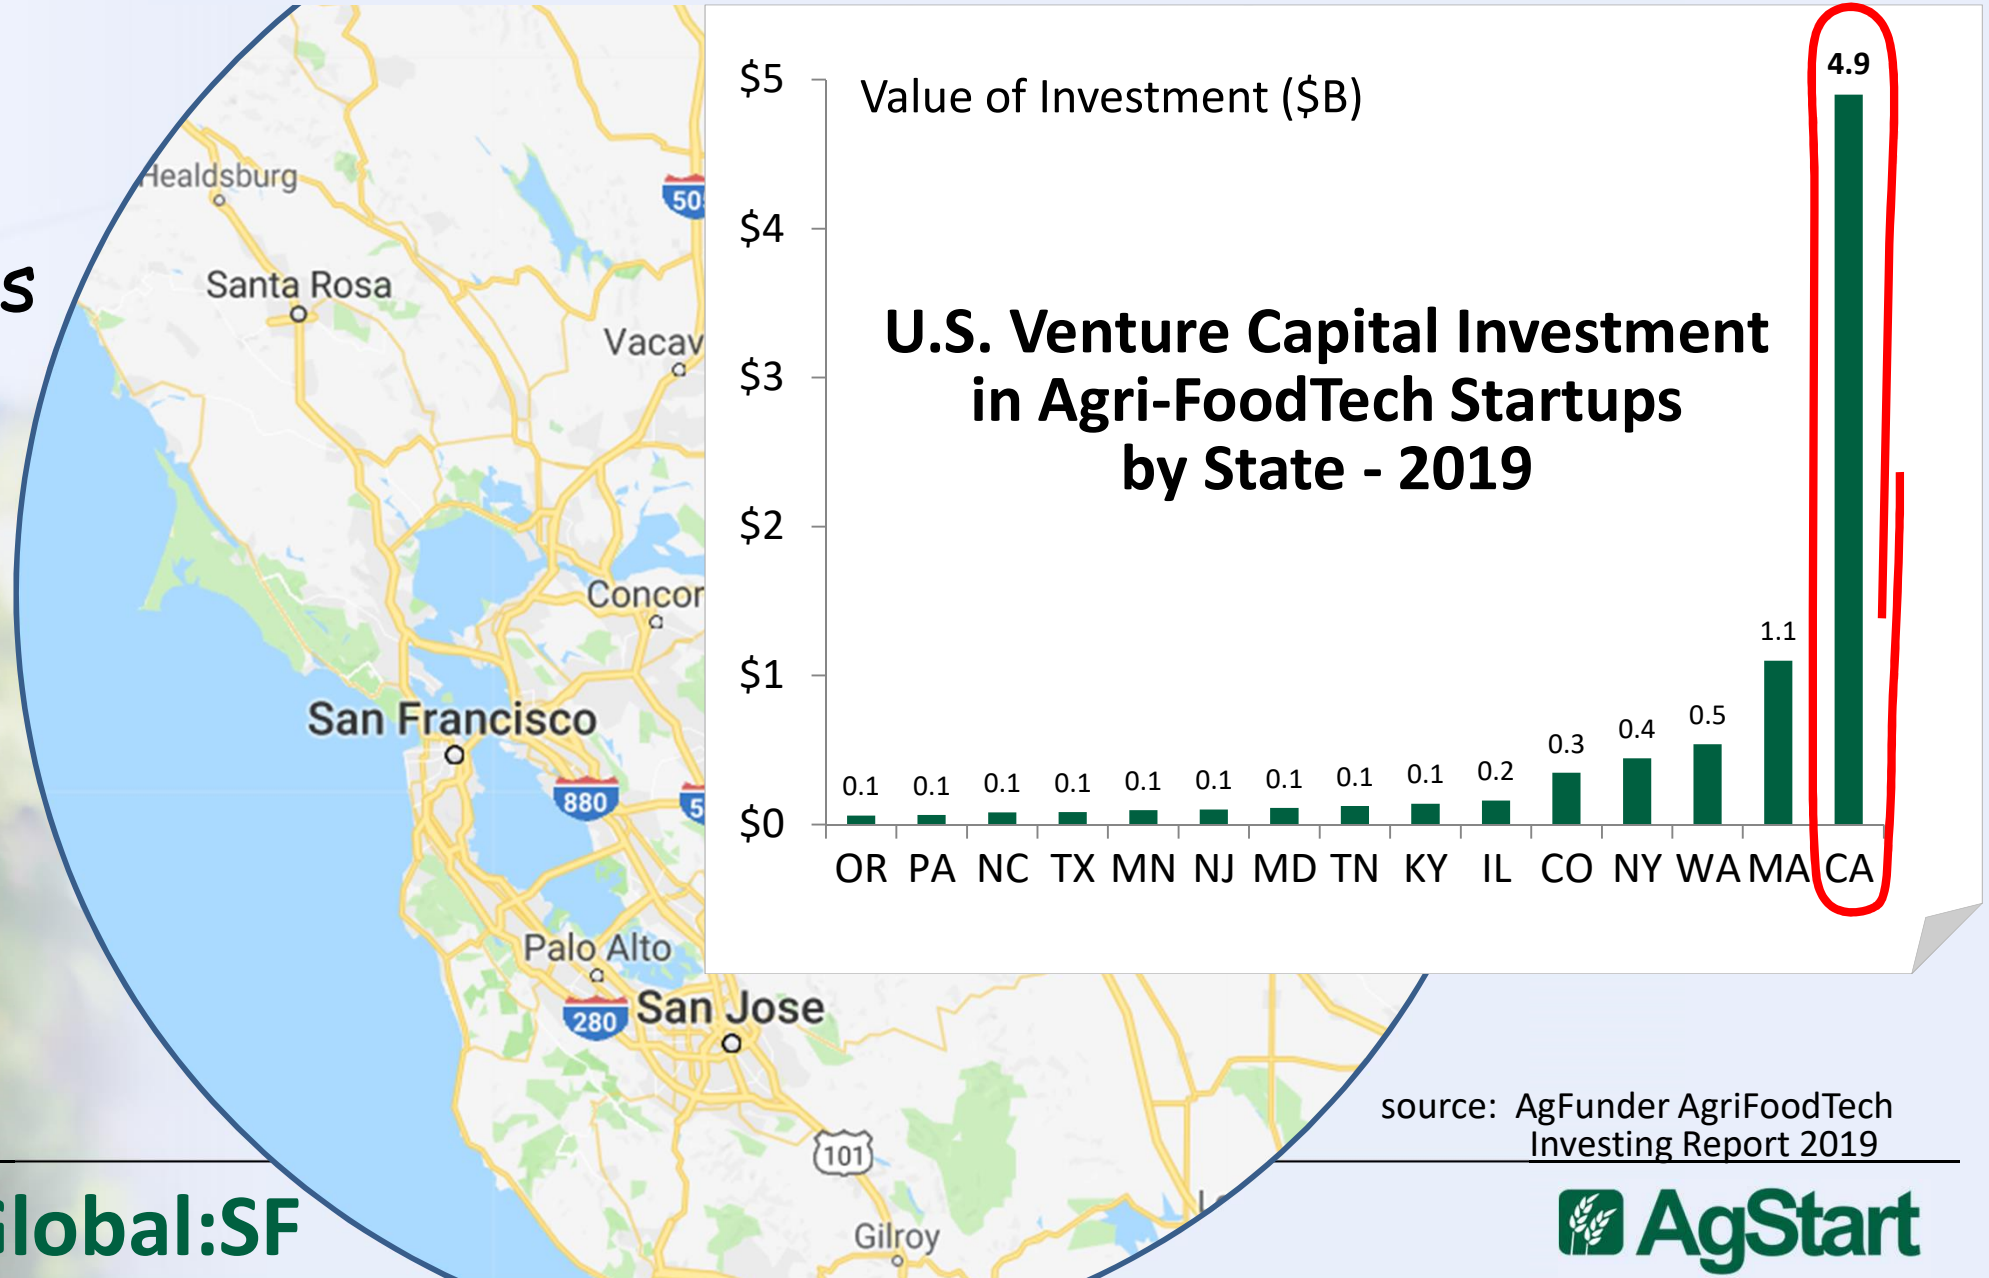 s
Healdsburg
Santa Rosa
505
Vacav
Concor
San Francisco
880
5
Palo Alto
280
San Jose
101
Gilroy
Value of Investment ($B)
U.S. Venture Capital Investment
in Agri-FoodTech Startups
by State - 2019
$5
$4
$3
$2
$1
$0
0.1 0.1 0.1 0.1 0.1 0.1 0.1 0.1 0.1 0.2 0.3 0.4 0.5 1.1 4.9
OR PA NC TX MN NJ MD TN KY IL CO NY WA MA CA
source: AgFunder AgriFoodTech
Investing Report 2019
Global:SF
AgStart